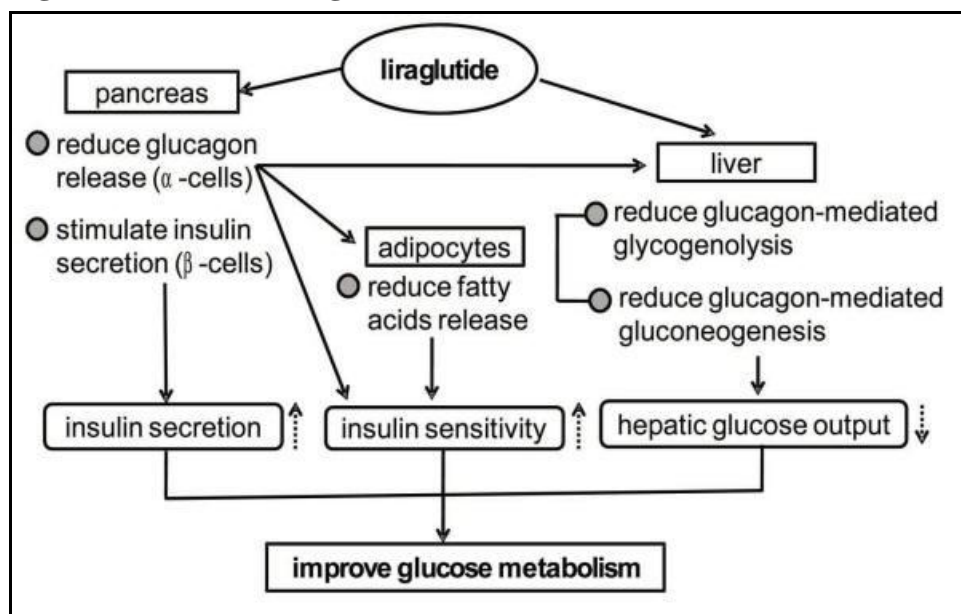 liraglutide
pancreas
reduce glucagon
release (α-cells)
stimulate insulin
secretion (β-cells)
adipocytes
reduce fatty
acids release
liver
reduce glucagon-mediated
glycogenolysis
reduce glucagon-mediated
gluconeogenesis
insulin secretion
insulin sensitivity
hepatic glucose output
improve glucose metabolism